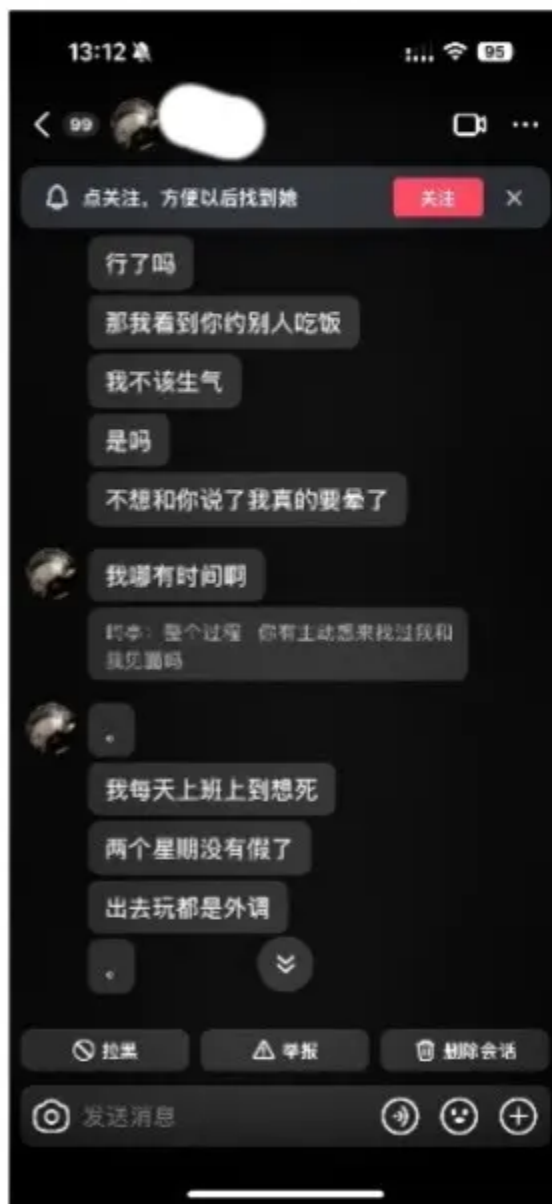 13:12
95
99
点关注，方便以后找到她
关注
行了吗
那我看到你约别人吃饭
我不该生气
是吗
不想和你说了我真的要晕了
我哪有时间啊
整个过程 你有主动想来找过我和
我见面吗
。
我每天上班上到想死
两个星期没有假了
出去玩都是外调
。
拉黑
举报
删除会话
发送消息